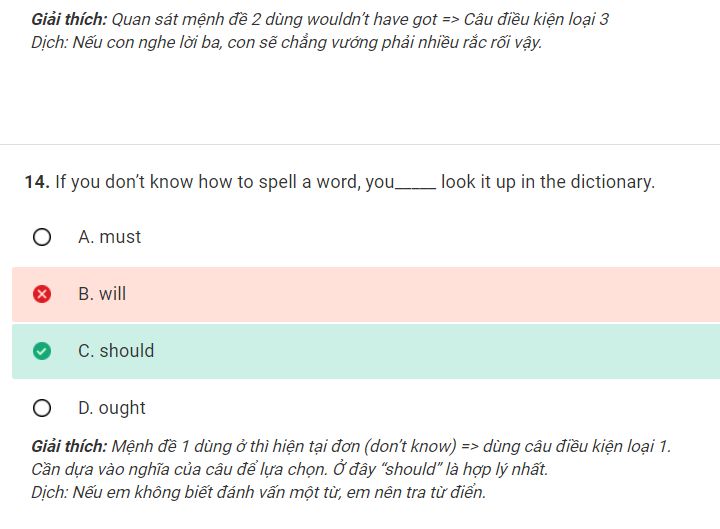 Giải thích: Quan sát mệnh đề 2 dùng wouldn't have got => Câu điều kiện loại 3
Dịch: Nếu con nghe lời ba, con sẽ chẳng vướng phải nhiều rắc rối vậy.
14. If you don't know how to spell a word, you_____ look it up in the dictionary.
A. must
B. will
C. should
D. ought
Giải thích: Mệnh đề 1 dùng ở thì hiện tại đơn (don't know) => dùng câu điều kiện loại 1.
Cần dựa vào nghĩa của câu để lựa chọn. Ở đây “should” là hợp lý nhất.
Dịch: Nếu em không biết đánh vấn một từ, em nên tra từ điển.